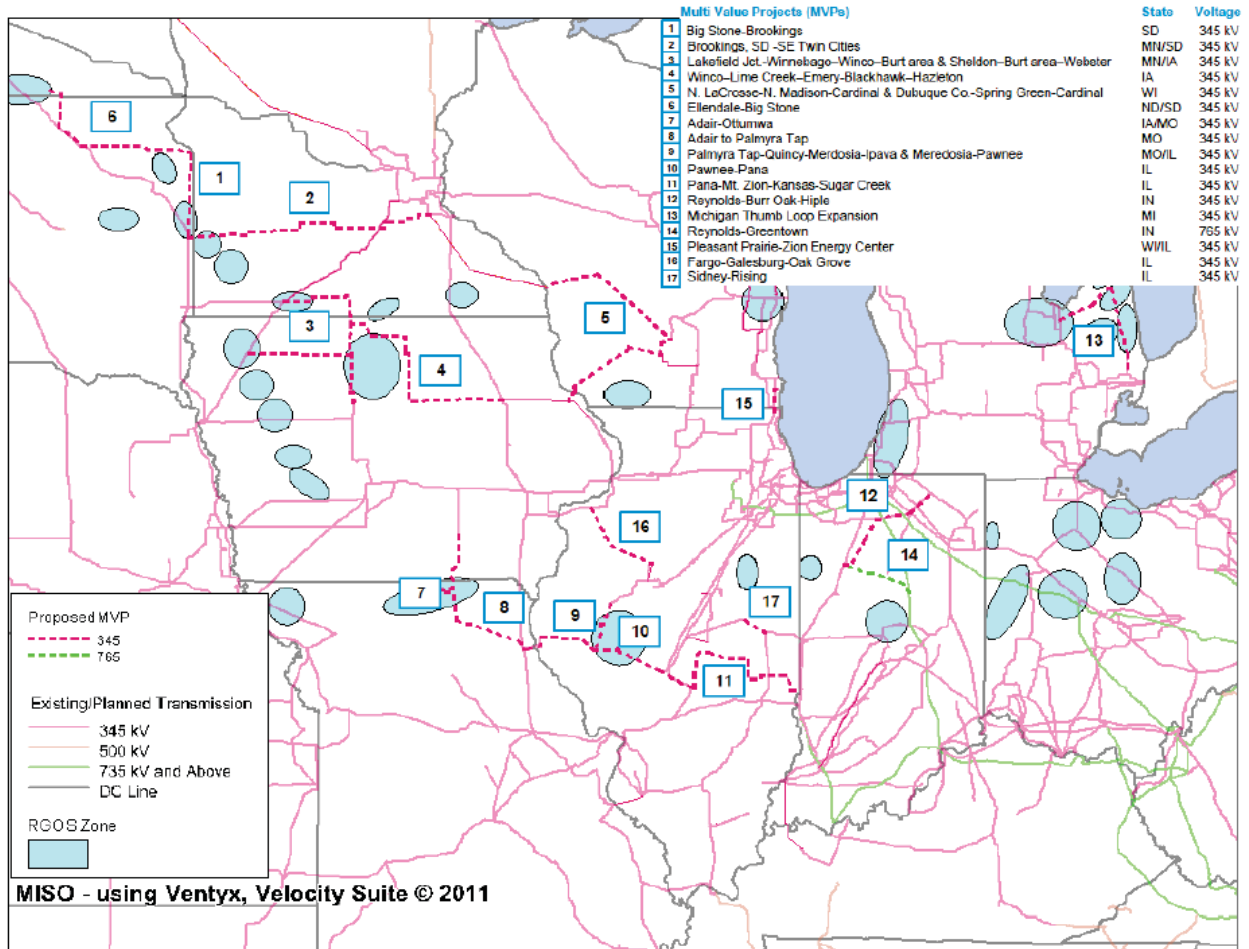 Multi Value Projects (MVPs) State Voltage
1 Big Stone-Brookings SD 345 kV
2 Brookings, SD -SE Twin Cities MN/SD 345 kV
3 Lakefield Jct.-Winnebago-Winco-Burt area & Sheldon-Burt area-Webster MN/IA 345 kV
4 Winco-Lime Creek-Emery-Blackhawk-Hazleton IA 345 kV
5 N. LaCrosse-N. Madison-Cardinal & Dubuque Co.-Spring Green-Cardinal WI 345 kV
6 Ellendale-Big Stone ND/SD 345 kV
7 Adair-Ottumwa IA/MO 345 kV
8 Adair to Palmyra Tap MO 345 kV
9 Palmyra Tap-Quincy-Merdosia-Ipava & Meredosia-Pawnee MO/IL 345 kV
10 Pawnee-Pana IL 345 kV
11 Pana-Mt. Zion-Kansas-Sugar Creek IL 345 kV
12 Reynolds-Burr Oak-Hiple IN 345 kV
13 Michigan Thumb Loop Expansion MI 345 kV
14 Reynolds-Greentown IN 765 kV
15 Pleasant Prairie-Zion Energy Center WI/IL 345 kV
16 Fargo-Galesburg-Oak Grove IL 345 kV
17 Sidney-Rising IL 345 kV
6
1
2
3
5
13
4
15
12
16
14
7
8
17
9
10
11
Proposed MVP
345
765
Existing/Planned Transmission
345 kV
500 kV
735 kV and Above
DC Line
RGOS Zone
MISO - using Ventyx, Velocity Suite © 2011